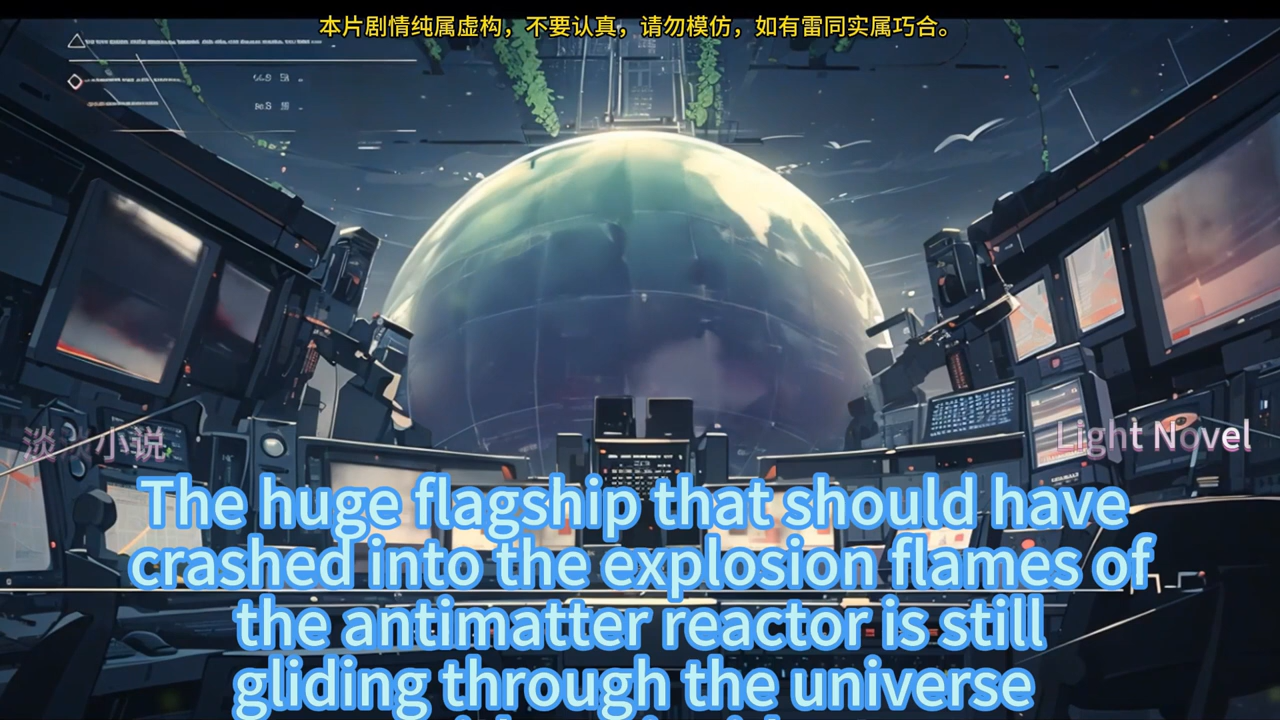 本片剧情纯属虚构，不要认真，请勿模仿，如有雷同实属巧合。
淡淡小说
Light Novel
The huge flagship that should have
crashed into the explosion flames of
the antimatter reactor is still
gliding through the universe